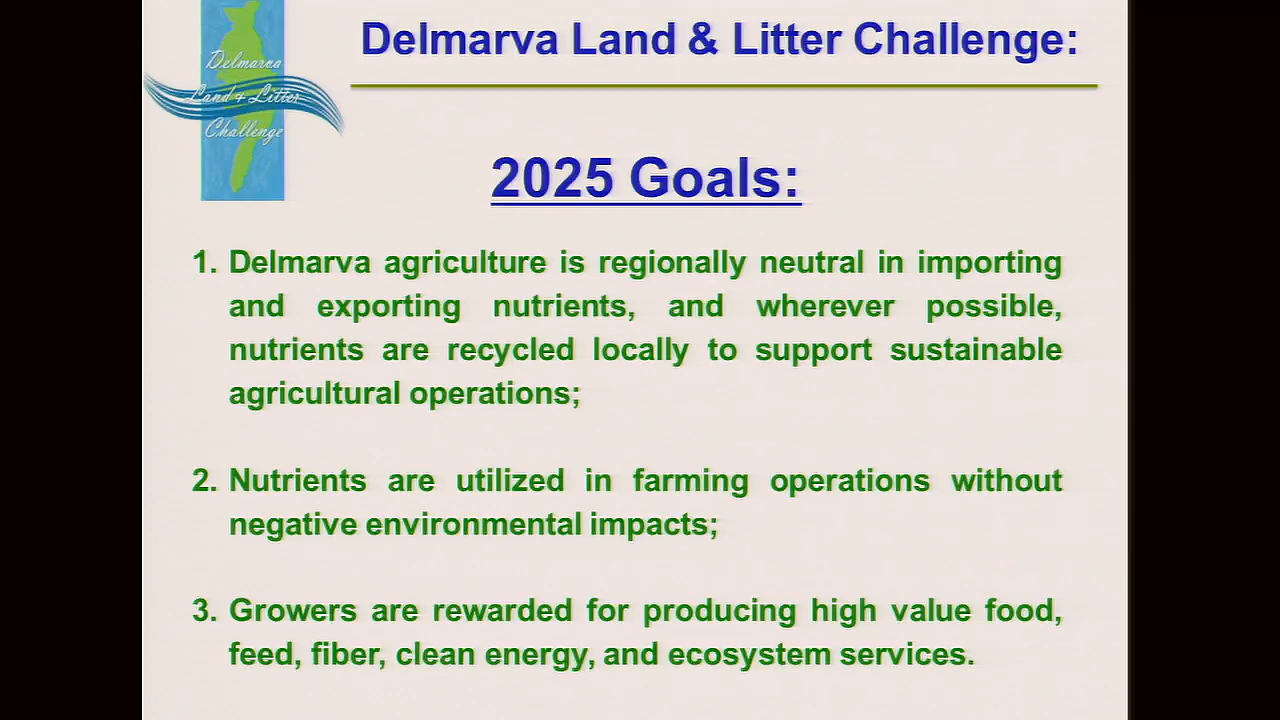 Delmarva Land & Litter Challenge:
Delmarva
Land & Litter
Challenge
2025 Goals:
1. Delmarva agriculture is regionally neutral in importing
and exporting nutrients, and wherever possible,
nutrients are recycled locally to support sustainable
agricultural operations;
2. Nutrients are utilized in farming operations without
negative environmental impacts;
3. Growers are rewarded for producing high value food,
feed, fiber, clean energy, and ecosystem services.